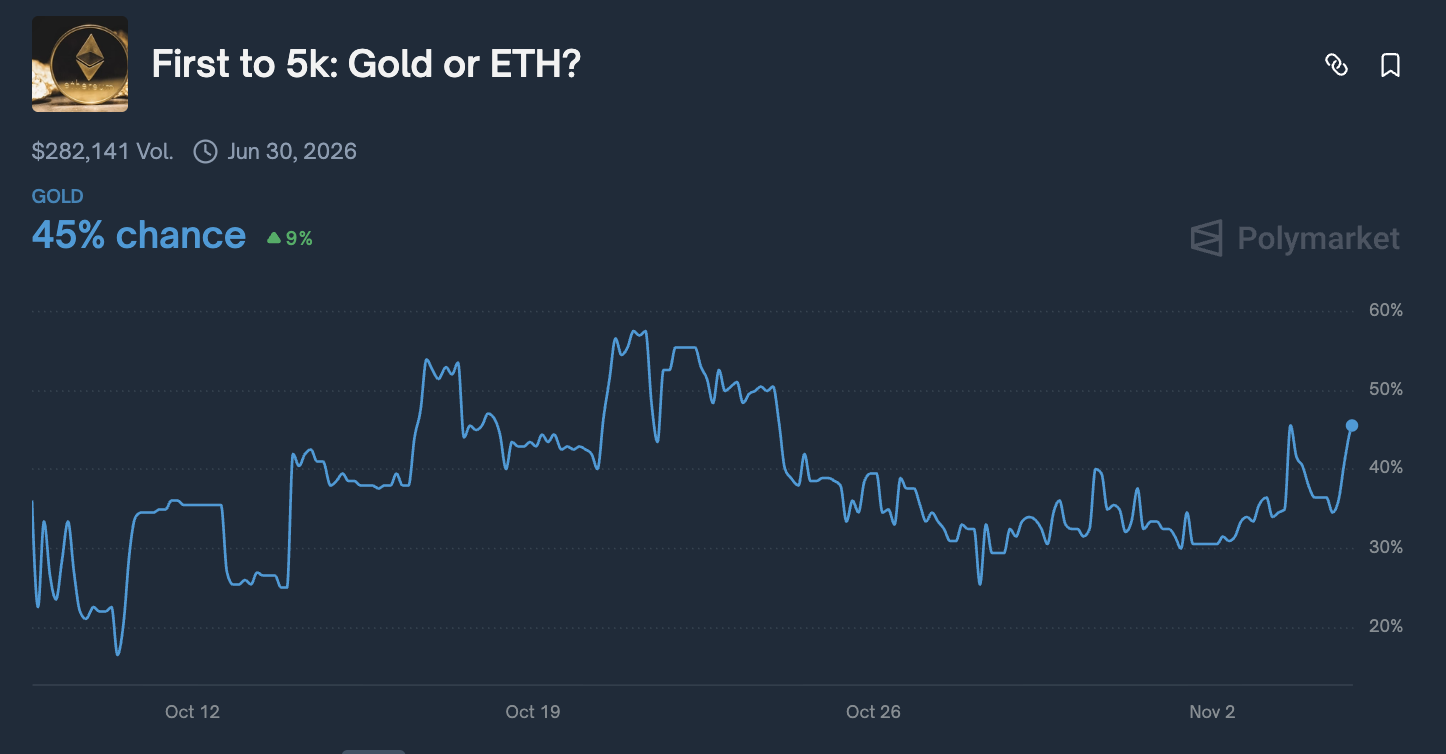 First to 5k: Gold or ETH?
$282,141 Vol. Jun 30, 2026
GOLD
45% chance ▲ 9%
Polymarket
60%
50%
40%
30%
20%
Oct 12 Oct 19 Oct 26 Nov 2